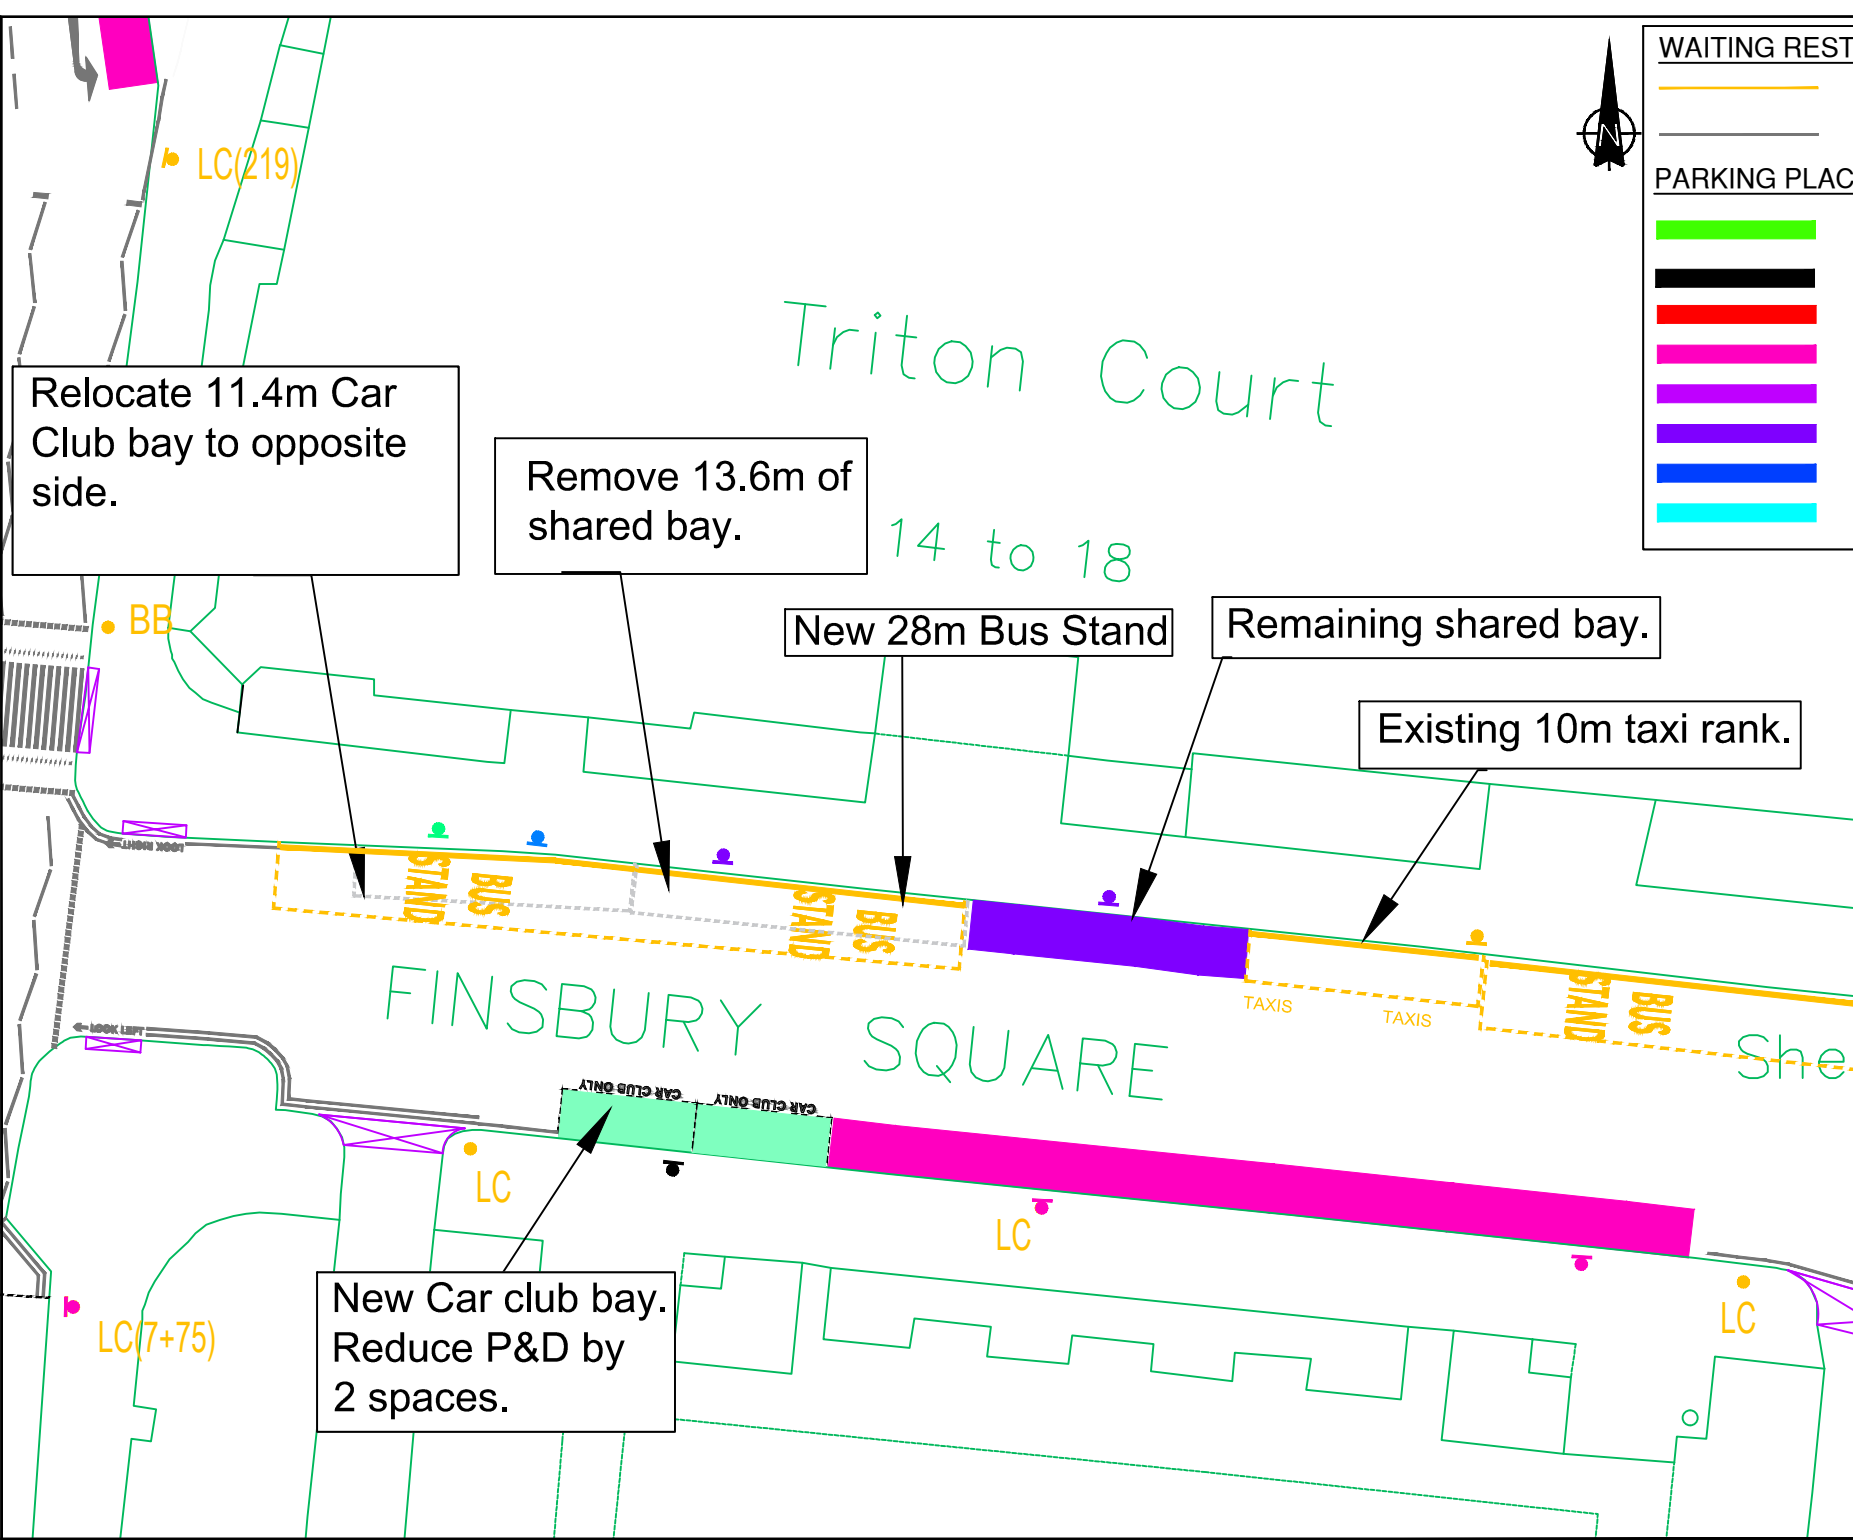 WAITING REST
N
PARKING PLAC
LC(219)
Triton Court
14 to 18
Relocate 11.4m Car
Club bay to opposite
side.
Remove 13.6m of
shared bay.
New 28m Bus Stand
Remaining shared bay.
Existing 10m taxi rank.
BB
LOOK RIGHT
BUS
STAND
BUS
STAND
BUS
STAND
TAXIS
TAXIS
FINSBURY SQUARE
She
LOOK LEFT
CAR CLUB ONLY
CAR CLUB ONLY
LC
LC
LC
LC(7+75)
New Car club bay.
Reduce P&D by
2 spaces.